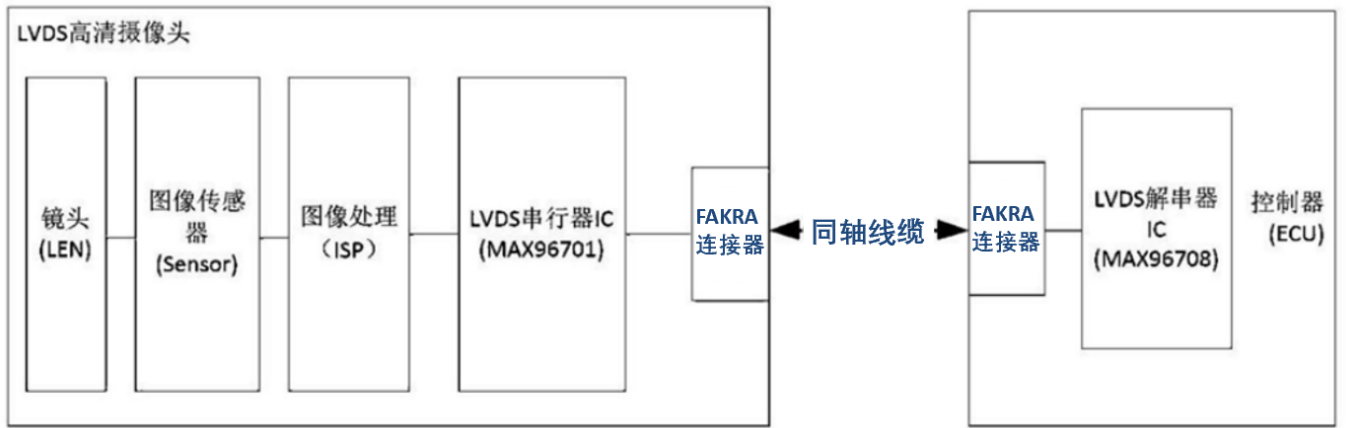 LVDS高清摄像头
镜头
(LEN)
图像传感
器
(Sensor)
图像处理
（ISP）
LVDS串行器IC
(MAX96701)
FAKRA
连接器
同轴线缆
FAKRA
连接器
LVDS解串器
IC
(MAX96708)
控制器
(ECU)